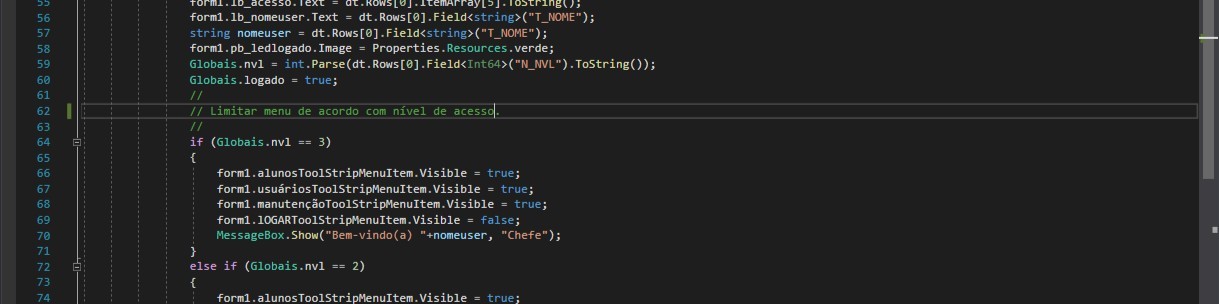 55 form1.lb_acesso.Text = dt.Rows[0].ItemArray[5].ToString();
56 form1.lb_nomeuser.Text = dt.Rows[0].Field<string>("T_NOME");
57 string nomeuser = dt.Rows[0].Field<string>("T_NOME");
58 form1.pb_ledlogado.Image = Properties.Resources.verde;
59 Globais.nvl = int.Parse(dt.Rows[0].Field<Int64>("N_NVL").ToString());
60 Globais.logado = true;
61 //
62 // Limitar menu de acordo com nível de acesso.
63 //
64 if (Globais.nvl == 3)
65 {
66 form1.alunosToolStripMenuItem.Visible = true;
67 form1.usuáriosToolStripMenuItem.Visible = true;
68 form1.manutençãoToolStripMenuItem.Visible = true;
69 form1.lOGARToolStripMenuItem.Visible = false;
70 MessageBox.Show("Bem-vindo(a) "+nomeuser, "Chefe");
71 }
72 else if (Globais.nvl == 2)
73 {
74 form1.alunosToolStripMenuItem.Visible = true;